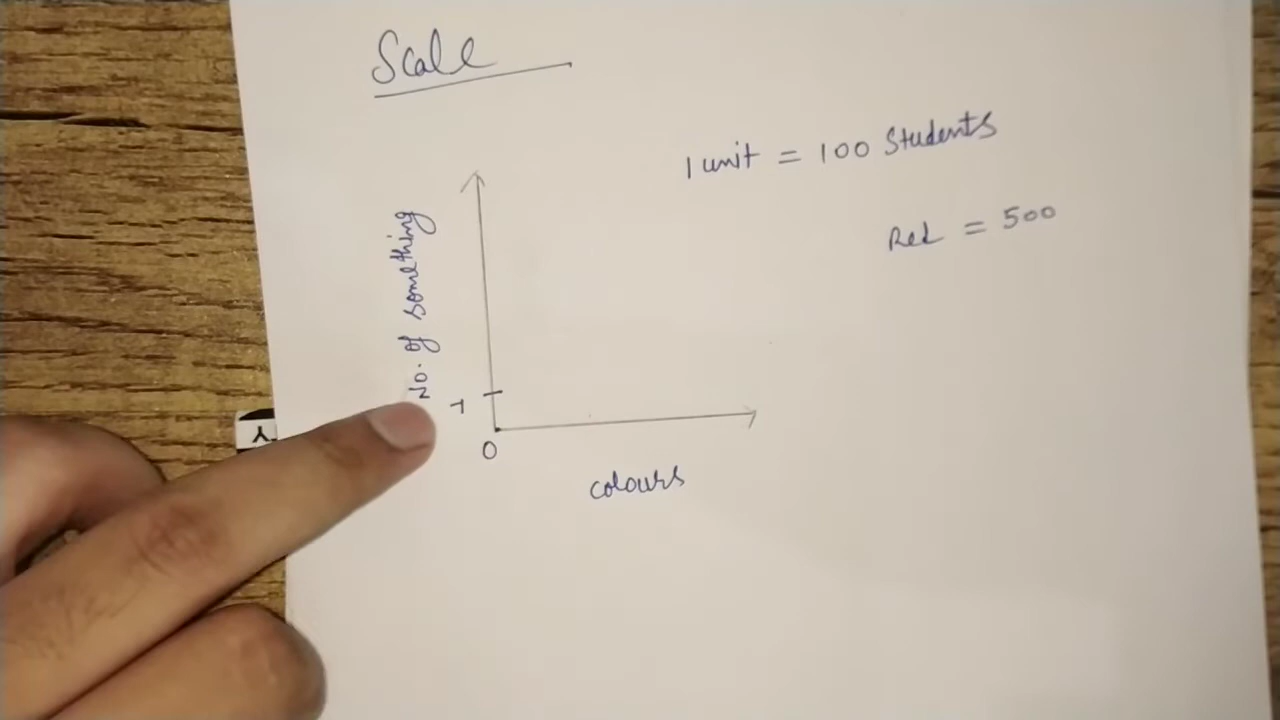 Scale
1 unit = 100 Students
Red = 500
No. of something
1
0
colours
Y